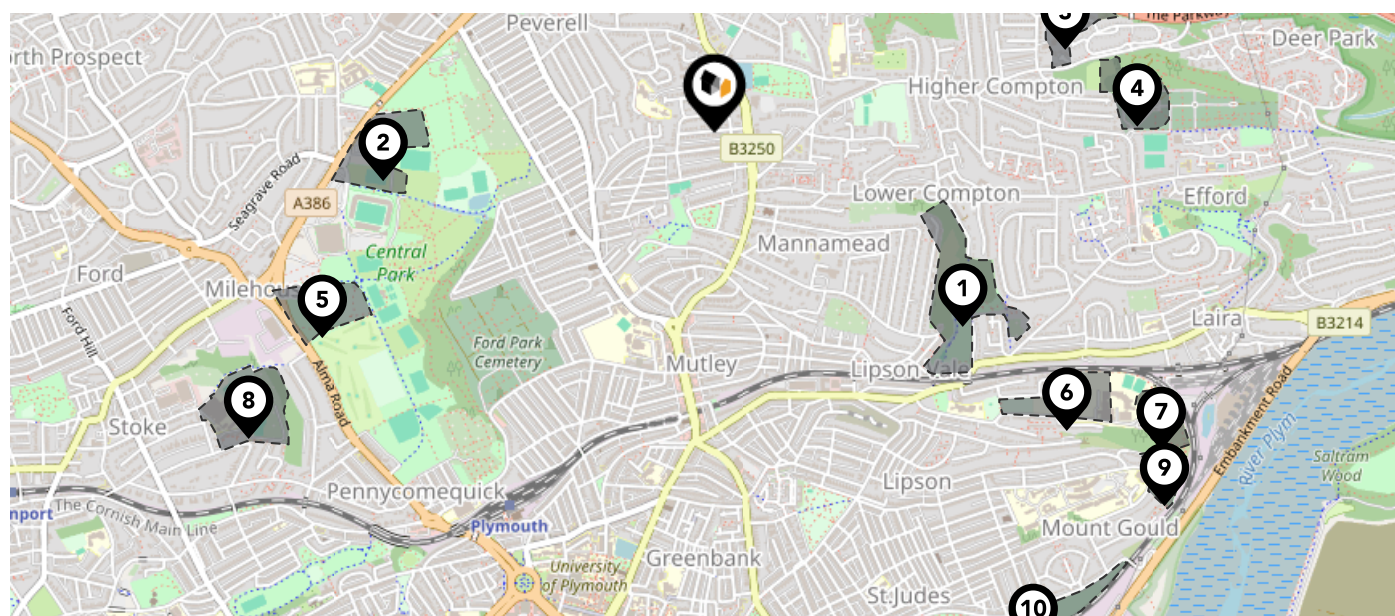 Peverell
3
The Parkway
Deer Park
orth Prospect
Higher Compton
4
2
B3250
Seagrave Road
A386
Lower Compton
Efford
Mannamead
Central
Park
Ford
Milehouse
5
1
Laira
B3214
Ford Hill
Ford Park
Cemetery
Mutley
Lipson Vale
Alma Road
6
7
8
Stoke
Embankment Road
River Plym
Saltram
Wood
9
Pennycomequick
Lipson
nport
The Cornish Main Line
Plymouth
Mount Gould
Greenbank
University
of Plymouth
St Judes
10